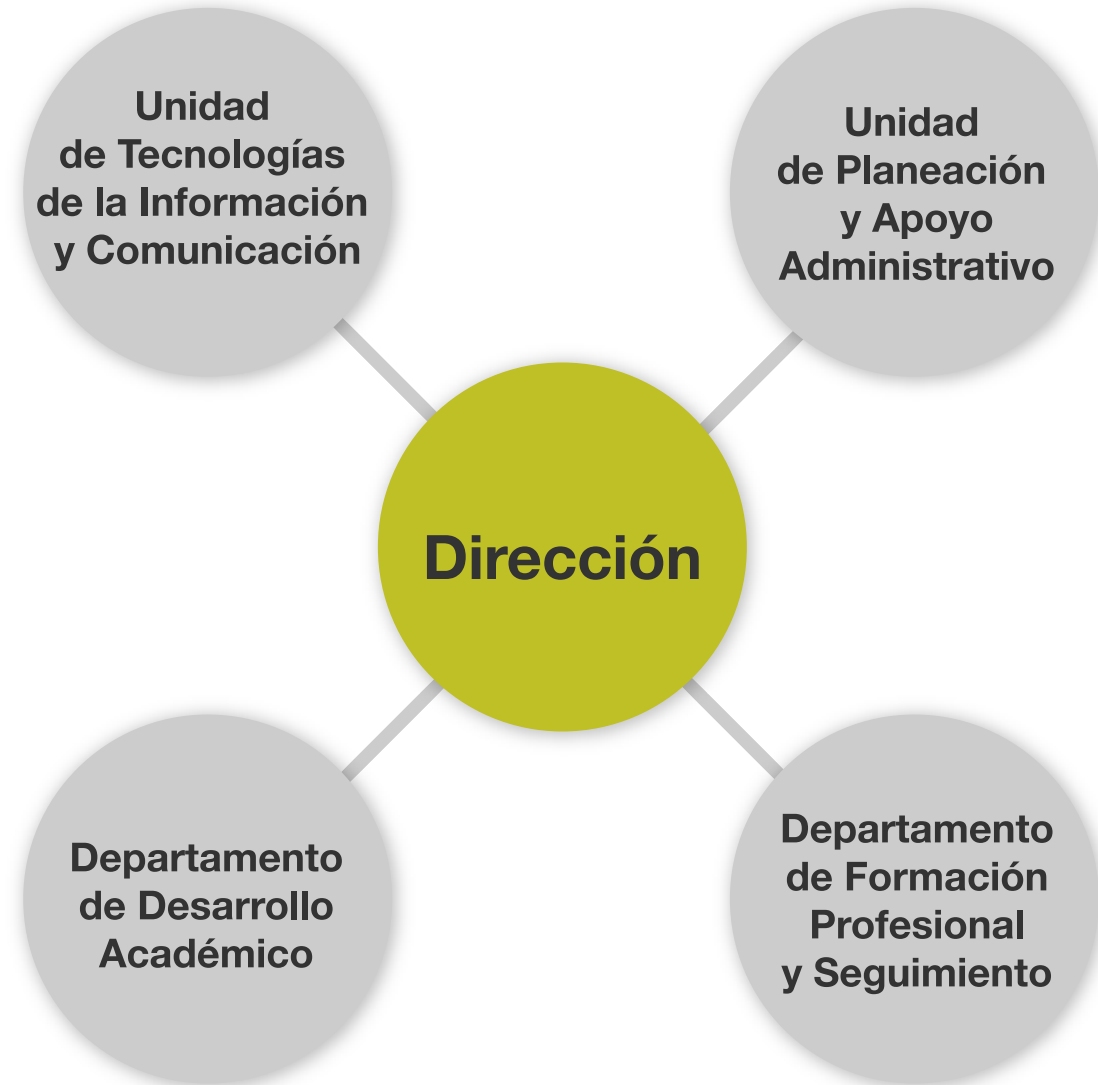 Unidad
de Tecnologías
de la Información
y Comunicación
Unidad
de Planeación
y Apoyo
Administrativo
Dirección
Departamento
de Desarrollo
Académico
Departamento
de Formación
Profesional
y Seguimiento